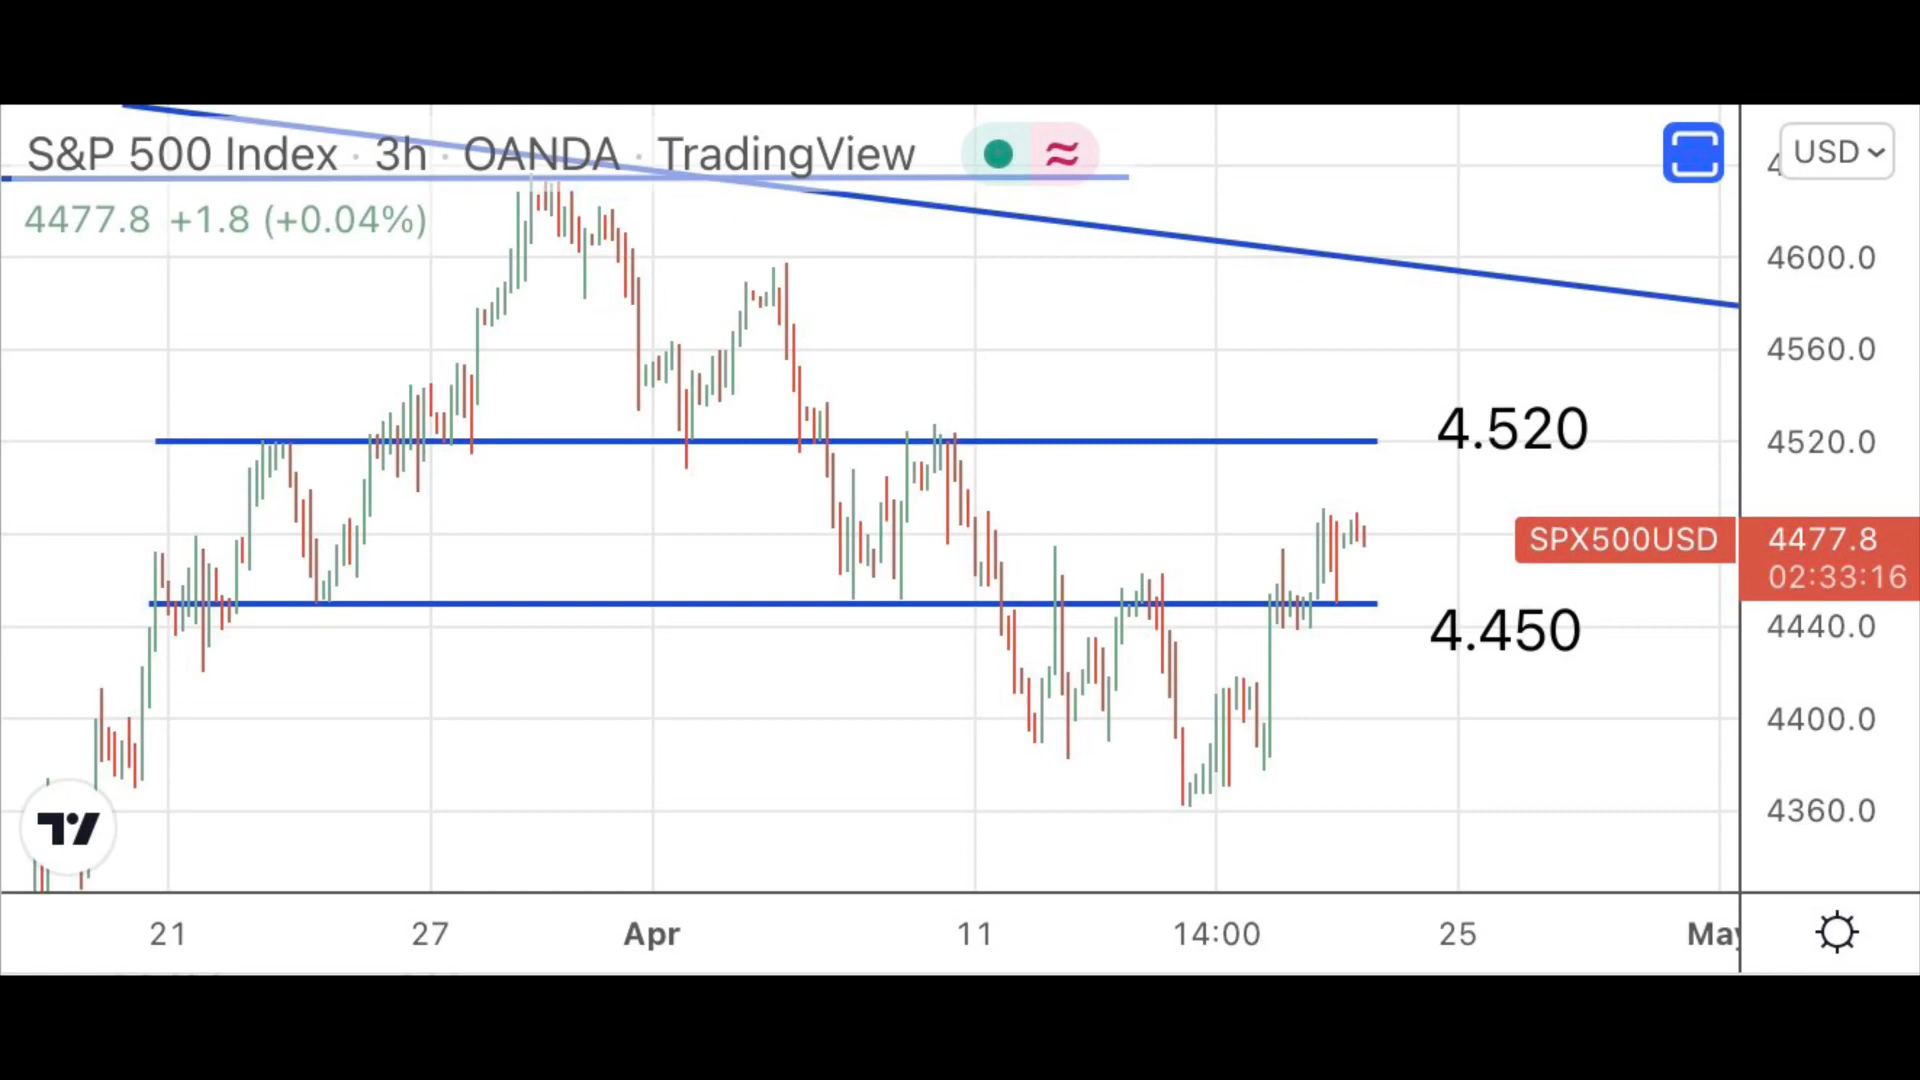 S&P 500 Index · 3h · OANDA · TradingView
USD
4477.8 +1.8 (+0.04%)
4600.0
4560.0
4.520
4520.0
SPX500USD
4477.8
02:33:16
4.450
4440.0
4400.0
4360.0
21 27 Apr 11 14:00 25 May